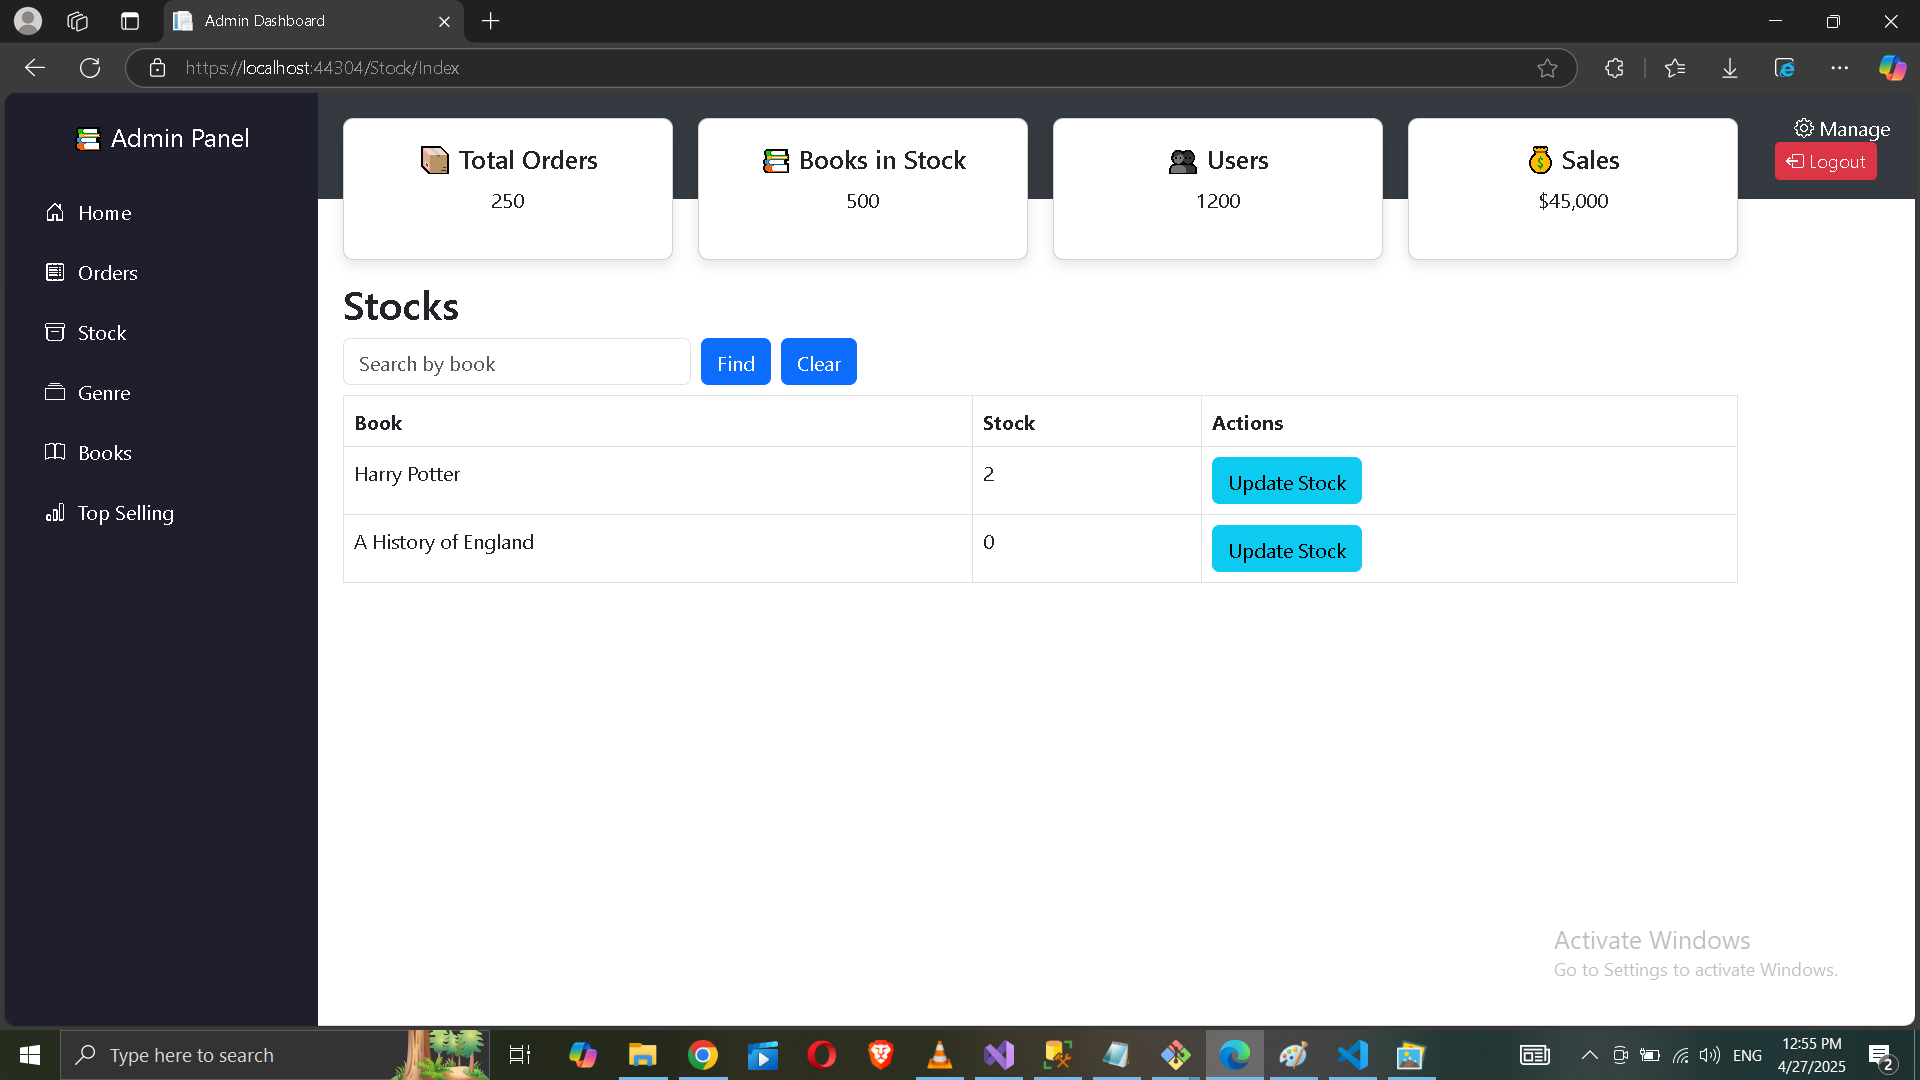 Admin Dashboard
https://localhost:44304/Stock/Index
Admin Panel
Home
Orders
Stock
Genre
Books
Top Selling
Total Orders
250
Books in Stock
500
Users
1200
Sales
$45,000
Manage
Logout
Stocks
Search by book
Find
Clear
Book Stock Actions
Harry Potter 2 Update Stock
A History of England 0 Update Stock
Activate Windows
Go to Settings to activate Windows.
Type here to search
ENG
12:55 PM
4/27/2025
2